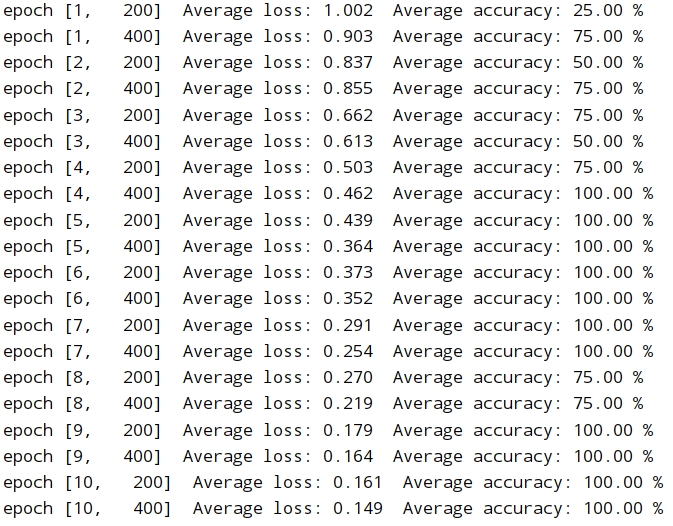 epoch [1,   200]  Average loss: 1.002  Average accuracy: 25.00 %
epoch [1,   400]  Average loss: 0.903  Average accuracy: 75.00 %
epoch [2,   200]  Average loss: 0.837  Average accuracy: 50.00 %
epoch [2,   400]  Average loss: 0.855  Average accuracy: 75.00 %
epoch [3,   200]  Average loss: 0.662  Average accuracy: 75.00 %
epoch [3,   400]  Average loss: 0.613  Average accuracy: 50.00 %
epoch [4,   200]  Average loss: 0.503  Average accuracy: 75.00 %
epoch [4,   400]  Average loss: 0.462  Average accuracy: 100.00 %
epoch [5,   200]  Average loss: 0.439  Average accuracy: 100.00 %
epoch [5,   400]  Average loss: 0.364  Average accuracy: 100.00 %
epoch [6,   200]  Average loss: 0.373  Average accuracy: 100.00 %
epoch [6,   400]  Average loss: 0.352  Average accuracy: 100.00 %
epoch [7,   200]  Average loss: 0.291  Average accuracy: 100.00 %
epoch [7,   400]  Average loss: 0.254  Average accuracy: 100.00 %
epoch [8,   200]  Average loss: 0.270  Average accuracy: 75.00 %
epoch [8,   400]  Average loss: 0.219  Average accuracy: 75.00 %
epoch [9,   200]  Average loss: 0.179  Average accuracy: 100.00 %
epoch [9,   400]  Average loss: 0.164  Average accuracy: 100.00 %
epoch [10,   200]  Average loss: 0.161  Average accuracy: 100.00 %
epoch [10,   400]  Average loss: 0.149  Average accuracy: 100.00 %